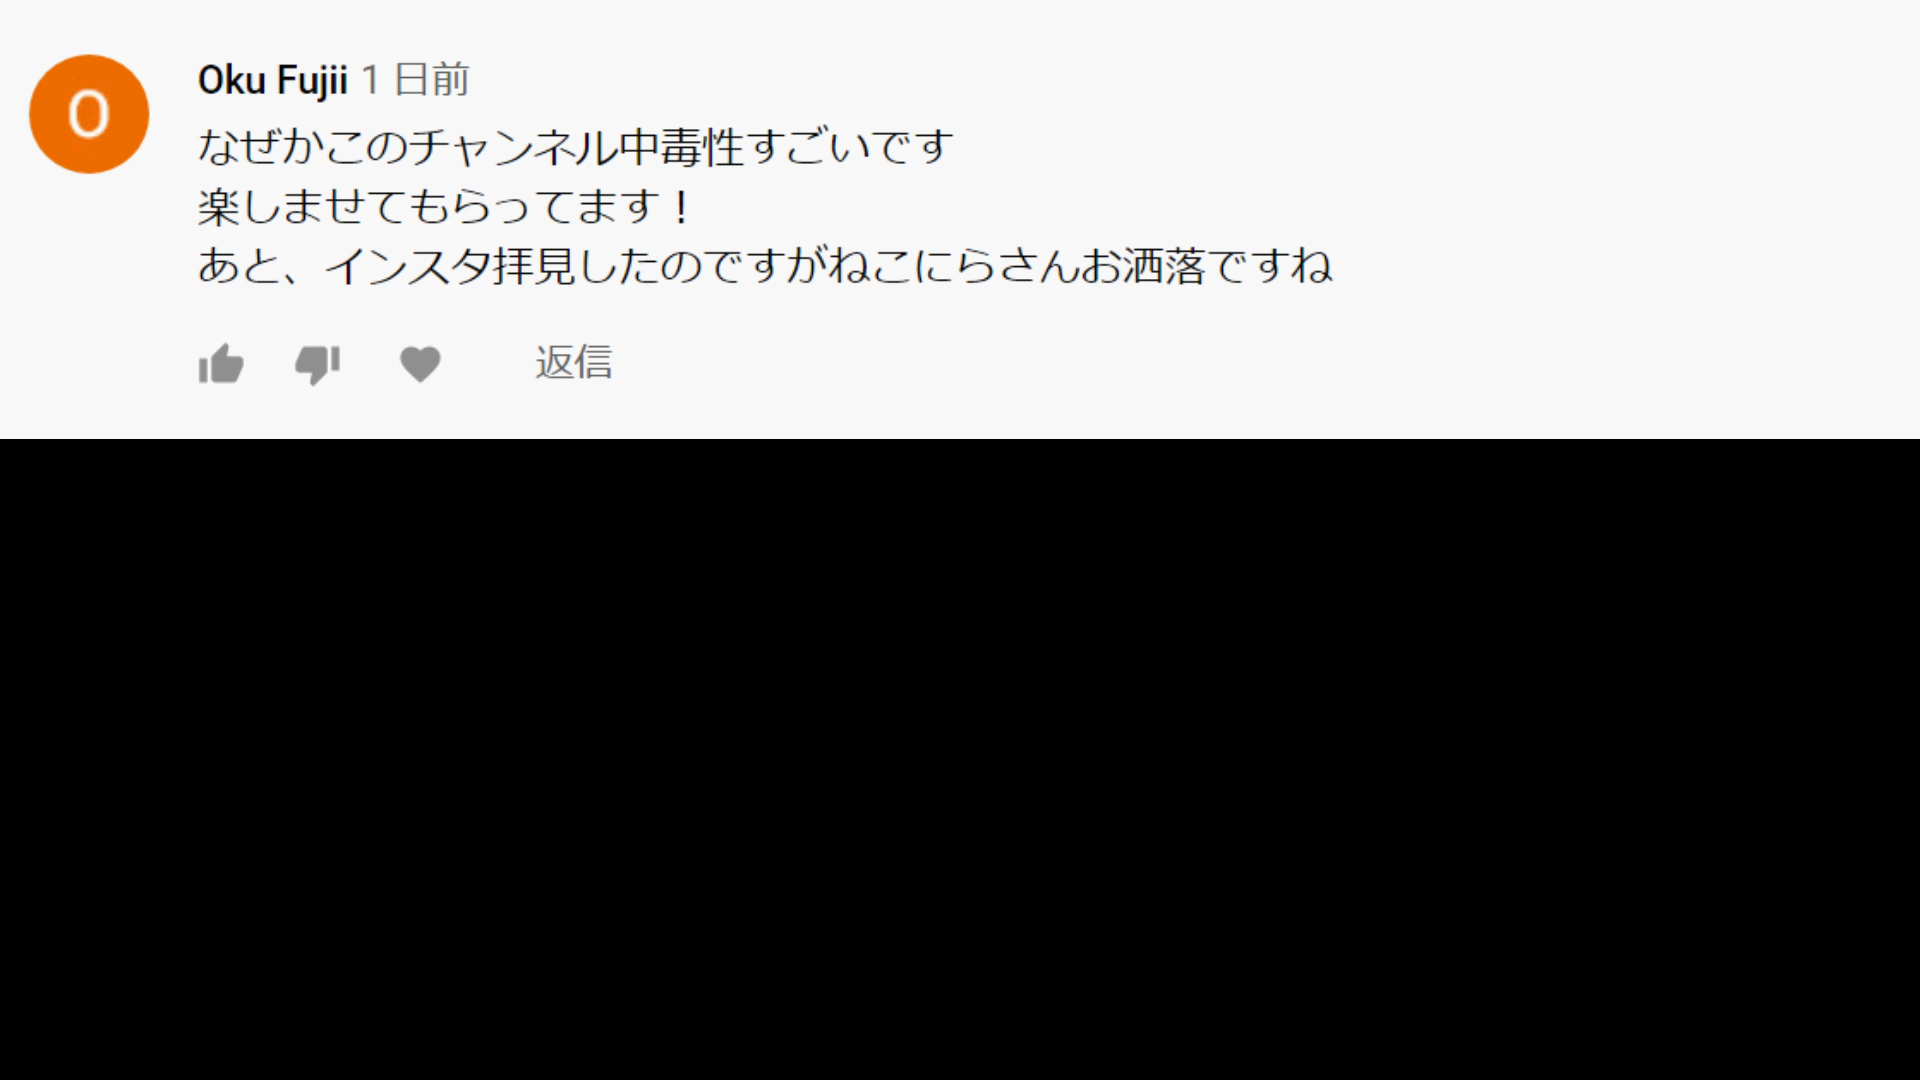 O
Oku Fujii 1 日前
なぜかこのチャンネル中毒性すごいです
楽しませてもらってます！
あと、インスタ拝見したのですがねこにらさんお洒落ですね
返信